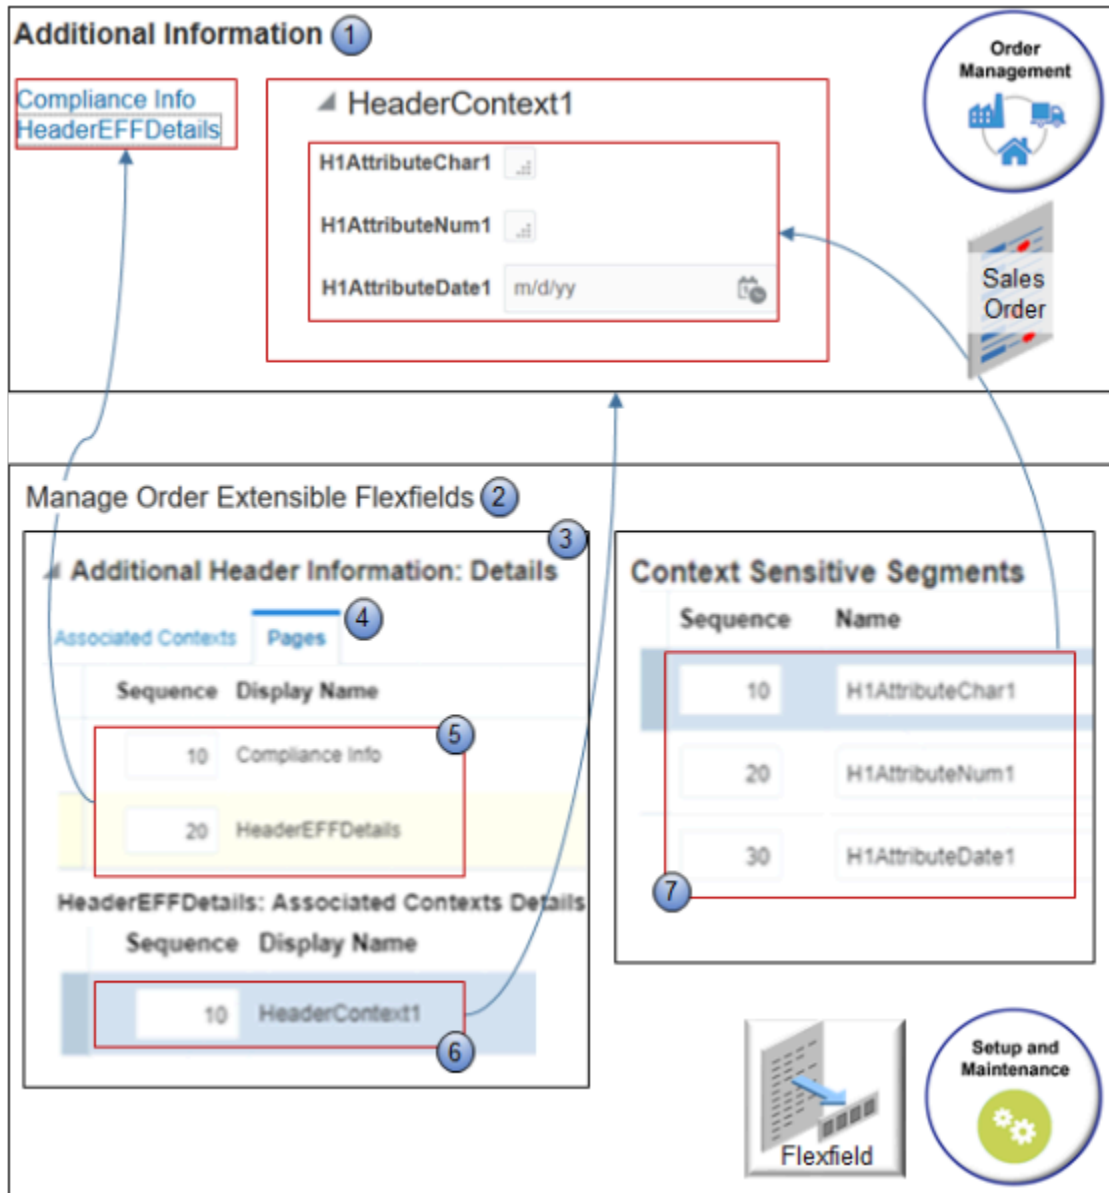 Additional Information 1
Compliance Info
HeaderEFFDetails
HeaderContext1
H1AttributeChar1
H1AttributeNum1
H1AttributeDate1 m/d/yy
Order
Management
Sales
Order
Manage Order Extensible Flexfields 2
3
Additional Header Information: Details
4
Associated Contexts Pages
Sequence Display Name
5
10 Compliance Info
20 HeaderEFFDetails
HeaderEFFDetails: Associated Contexts Details
Sequence Display Name
10 HeaderContext1
6
Context Sensitive Segments
Sequence Name
10 H1AttributeChar1
20 H1AttributeNum1
30 H1AttributeDate1
7
Flexfield
Setup and
Maintenance